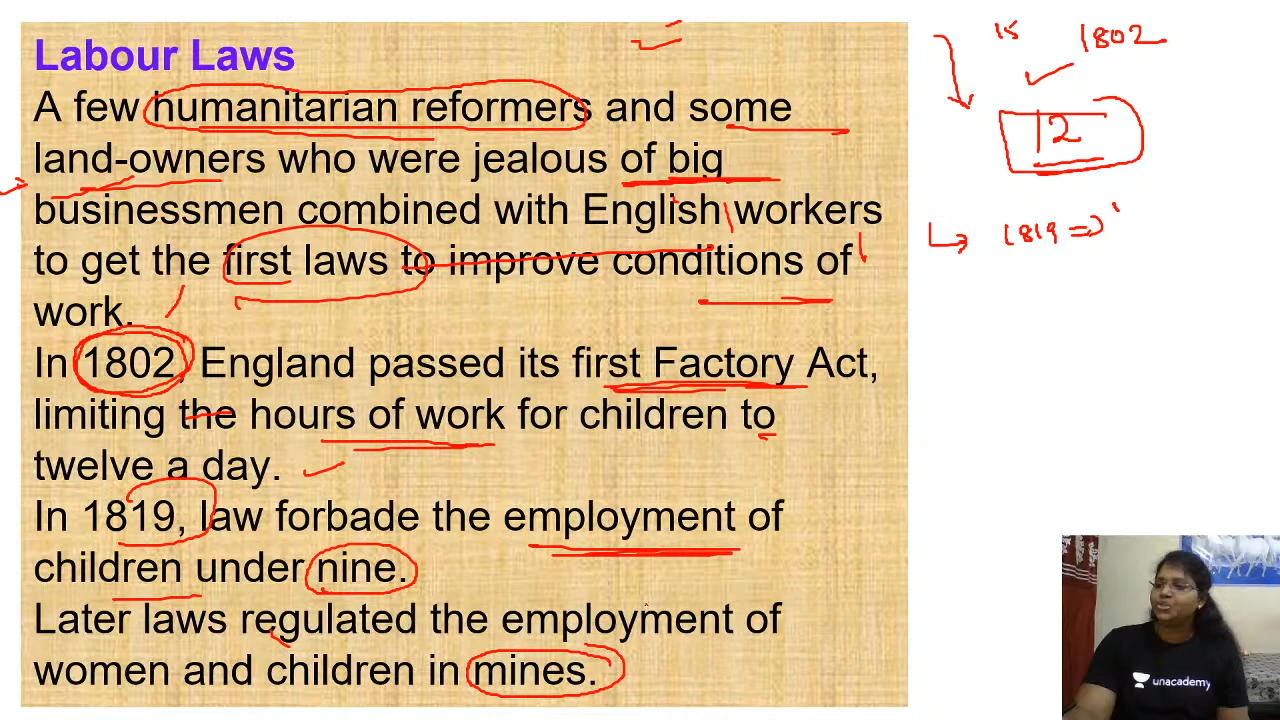 Labour Laws
A few humanitarian reformers and some
land-owners who were jealous of big
businessmen combined with English workers
to get the first laws to improve conditions of
work.
In 1802, England passed its first Factory Act,
limiting the hours of work for children to
twelve a day.
In 1819, law forbade the employment of
children under nine.
Later laws regulated the employment of
women and children in mines.
15 1802
12
1819 =>
unacademy